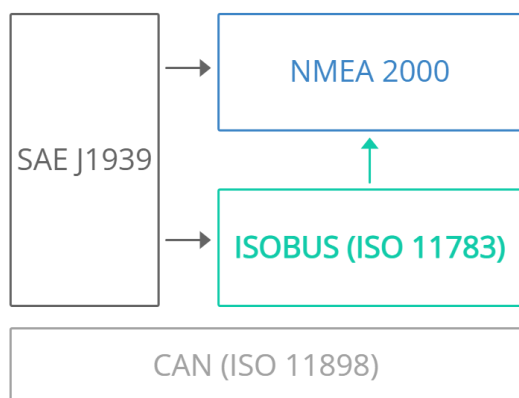 NMEA 2000
SAE J1939
ISOBUS (ISO 11783)
CAN (ISO 11898)